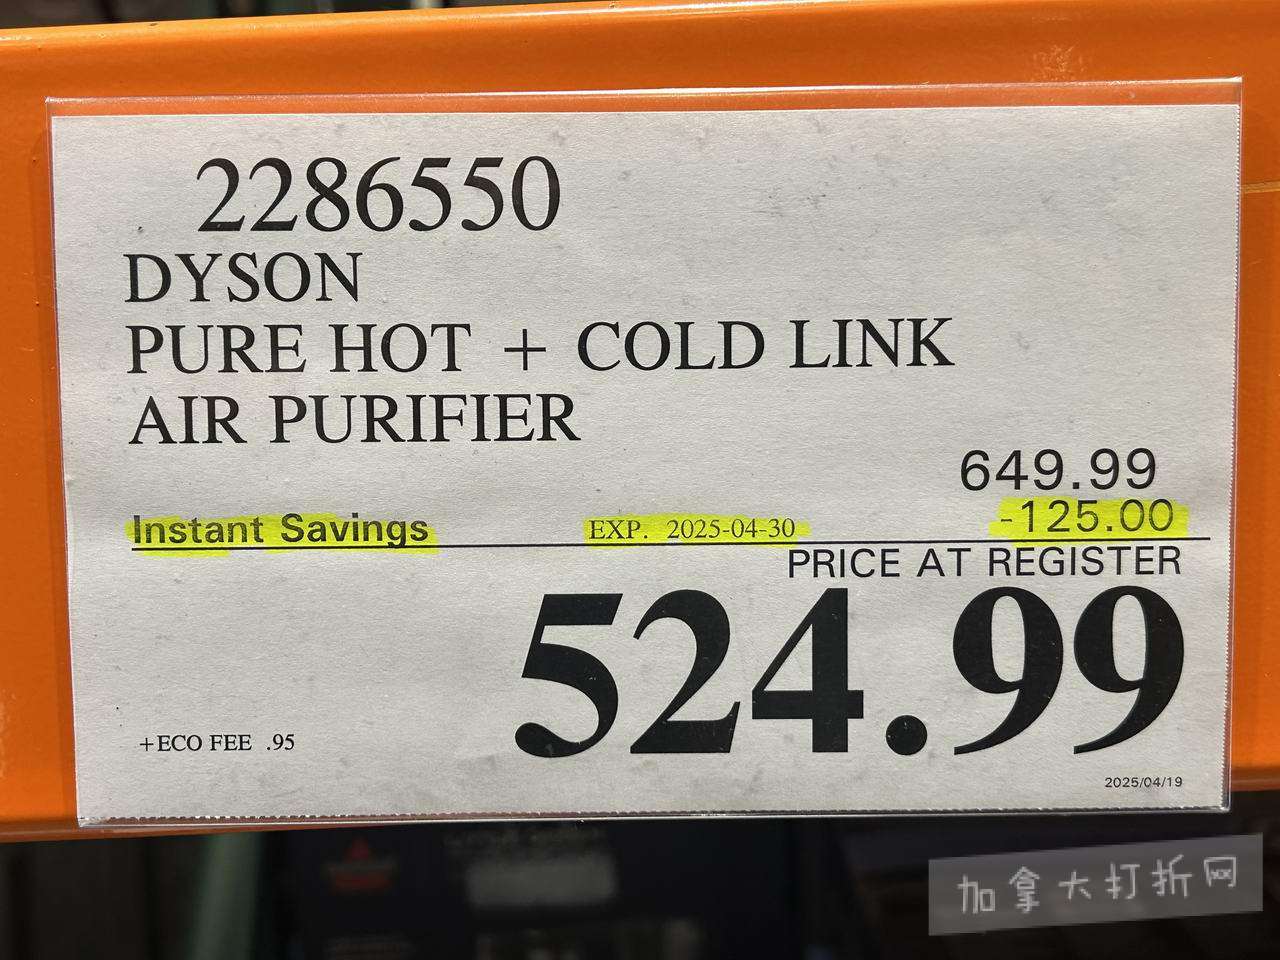 2286550
DYSON
PURE HOT + COLD LINK
AIR PURIFIER
649.99
Instant Savings EXP. 2025-04-30 -125.00
PRICE AT REGISTER
524.99
+ECO FEE .95
2025/04/19
加拿大打折网